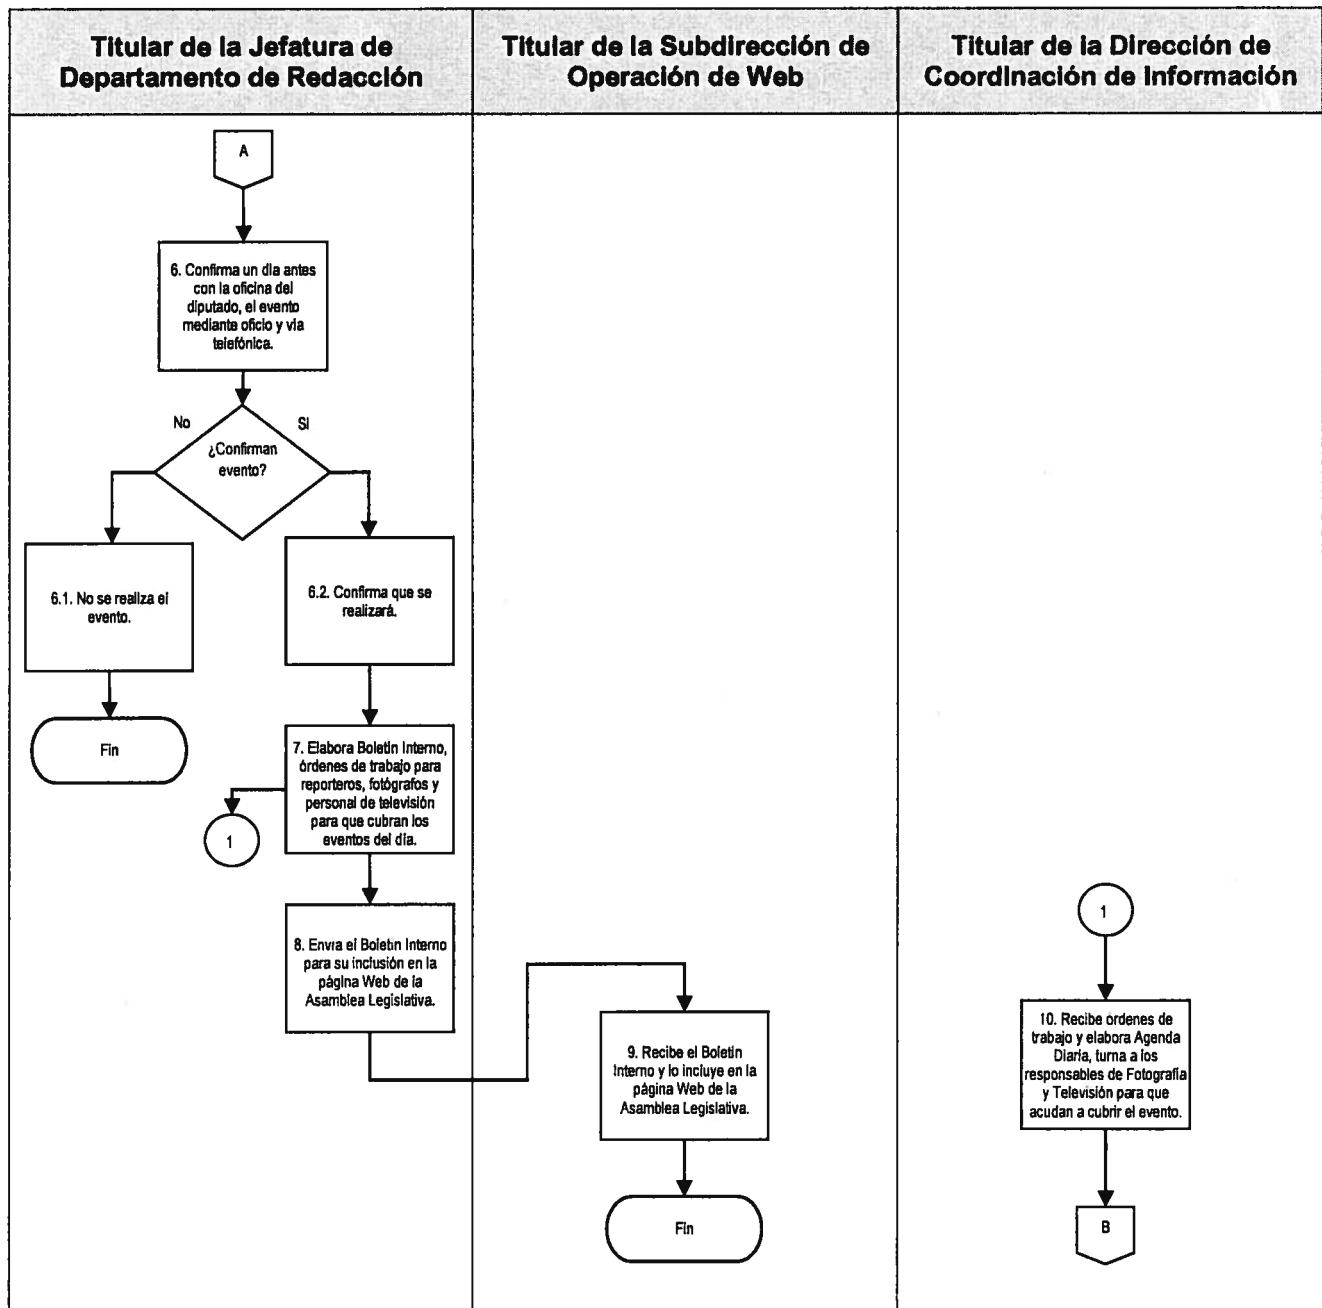 Titular de la Jefatura de
Departamento de Redacción
Titular de la Subdirección de
Operación de Web
Titular de la Dirección de
Coordinación de Información
A
6. Confirma un día antes
con la oficina del
diputado, el evento
mediante oficio y vía
telefónica.
No
Si
¿Confirman
evento?
6.1. No se realiza el
evento.
6.2. Confirma que se
realizará.
Fin
7. Elabora Boletín Interno,
órdenes de trabajo para
reporteros, fotógrafos y
personal de televisión
para que cubran los
eventos del día.
1
8. Envía el Boletín Interno
para su inclusión en la
página Web de la
Asamblea Legislativa.
9. Recibe el Boletín
Interno y lo incluye en la
página Web de la
Asamblea Legislativa.
Fin
1
10. Recibe órdenes de
trabajo y elabora Agenda
Diaria, turna a los
responsables de Fotografía
y Televisión para que
acudan a cubrir el evento.
B